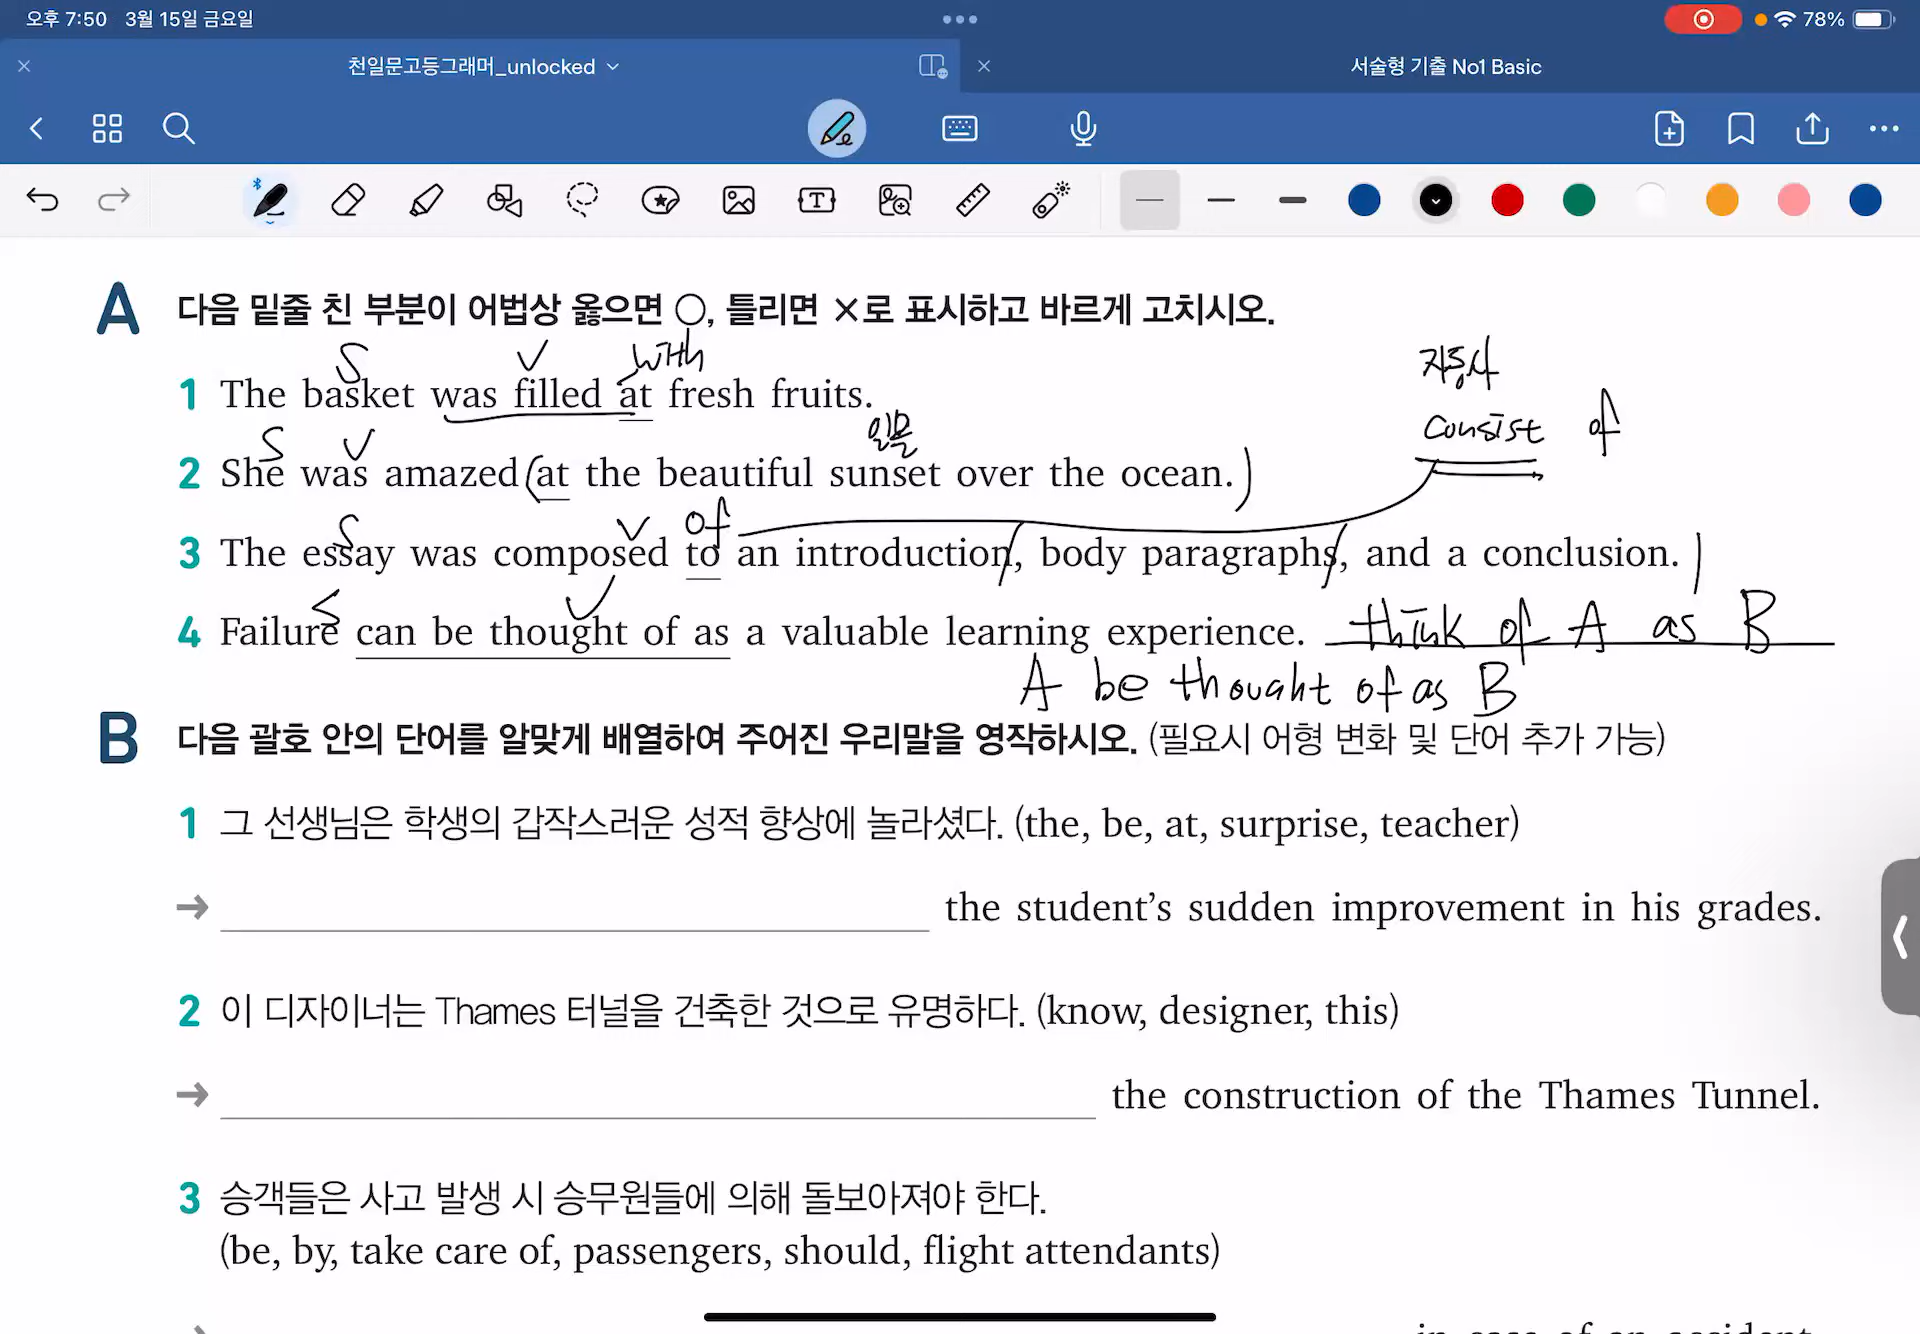 오후 7:50 3월 15일 금요일
78%
천일문고등그래머_unlocked
서술형 기출 No1 Basic
A 다음 밑줄 친 부분이 어법상 옳으면 ○, 틀리면 ×로 표시하고 바르게 고치시오.
S V with
자동사
1 The basket was filled at fresh fruits.
consist of
S V 인물
2 She was amazed (at the beautiful sunset over the ocean.)
S V of
3 The essay was composed to an introduction, body paragraphs, and a conclusion.
S V
4 Failure can be thought of as a valuable learning experience. think of A as B
A be thought of as B
B 다음 괄호 안의 단어를 알맞게 배열하여 주어진 우리말을 영작하시오. (필요시 어형 변화 및 단어 추가 가능)
1 그 선생님은 학생의 갑작스러운 성적 향상에 놀라셨다. (the, be, at, surprise, teacher)
→ the student's sudden improvement in his grades.
2 이 디자이너는 Thames 터널을 건축한 것으로 유명하다. (know, designer, this)
→ the construction of the Thames Tunnel.
3 승객들은 사고 발생 시 승무원들에 의해 돌보아져야 한다.
(be, by, take care of, passengers, should, flight attendants)
in case of an accident.